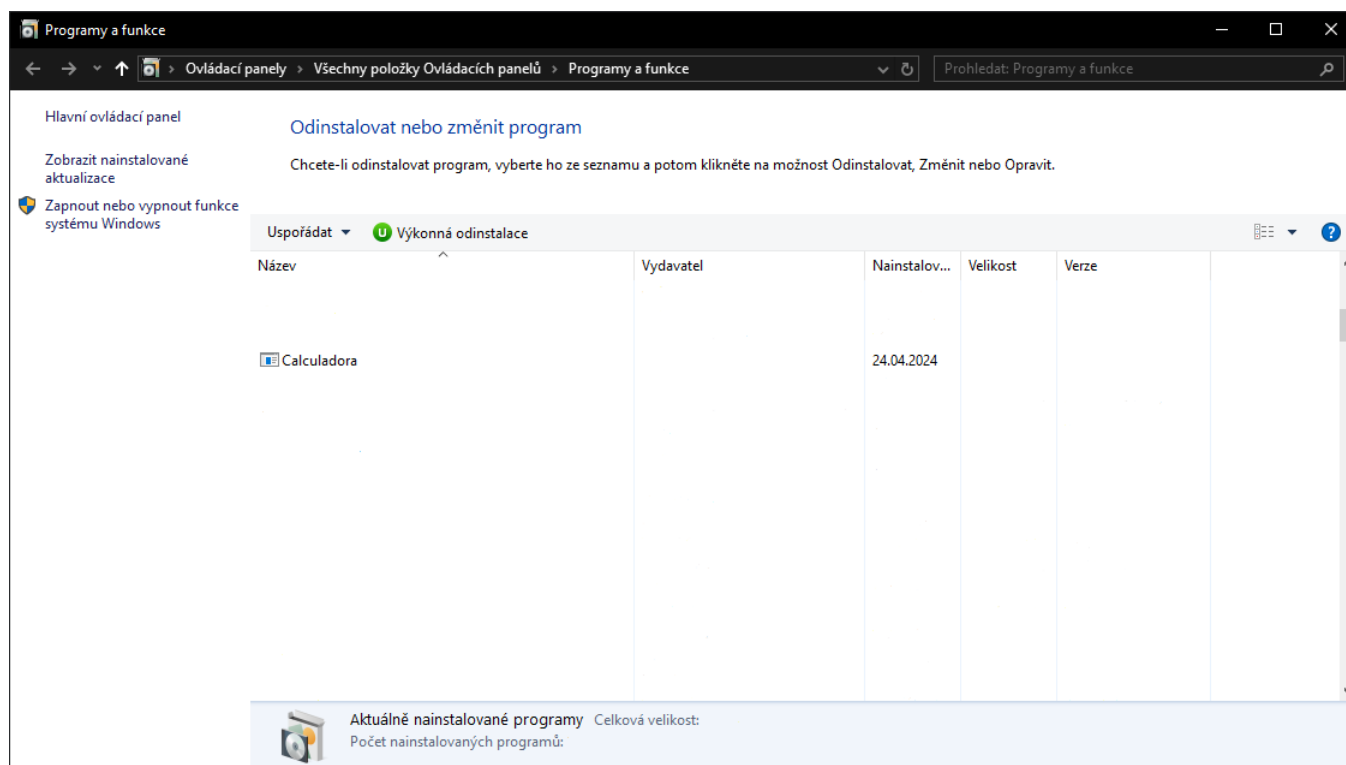 Programy a funkce
Ovládací panely > Všechny položky Ovládacích panelů > Programy a funkce
Prohledat: Programy a funkce
Hlavní ovládací panel
Zobrazit nainstalované
aktualizace
Zapnout nebo vypnout funkce
systému Windows
Odinstalovat nebo změnit program
Chcete-li odinstalovat program, vyberte ho ze seznamu a potom klikněte na možnost Odinstalovat, Změnit nebo Opravit.
Uspořádat
U Výkonná odinstalace
?
Název Vydavatel Nainstalov... Velikost Verze
Calculadora 24.04.2024
Aktuálně nainstalované programy Celková velikost:
Počet nainstalovaných programů: